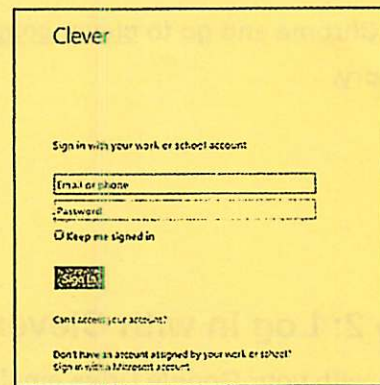 Clever
Sign in with your work or school account
Email or phone
Password
Keep me signed in
Sign in
Can't access your account?
Don't have an account assigned by your work or school?
Sign in with a Microsoft account